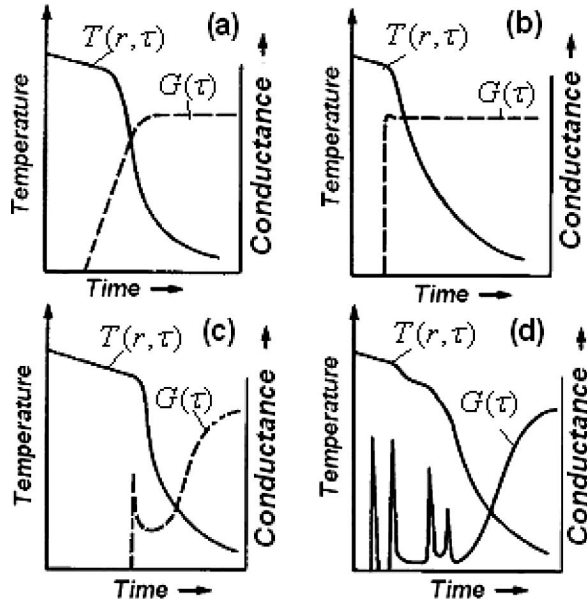 (a)
T(r,τ)
G(τ)
Temperature
Conductance →
Time →
(b)
T(r,τ)
G(τ)
Temperature
Conductance →
Time →
(c)
T(r,τ)
G(τ)
Temperature
Conductance →
Time →
(d)
T(r,τ)
G(τ)
Temperature
Conductance →
Time →